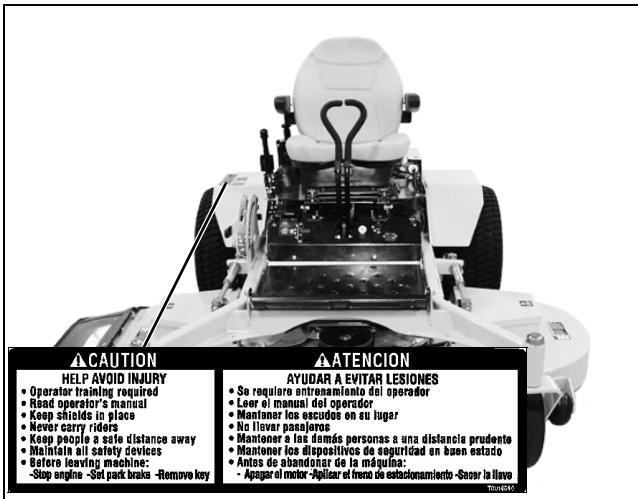 ⚠CAUTION
HELP AVOID INJURY
• Operator training required
• Read operator's manual
• Keep shields in place
• Never carry riders
• Keep people a safe distance away
• Maintain all safety devices
• Before leaving machine:
-Stop engine -Set park brake -Remove key
⚠ATENCION
AYUDAR A EVITAR LESIONES
• Se requiere entrenamiento del operador
• Leer el manual del operador
• Mantener los escudos en su lugar
• No llevar pasajeros
• Mantener a las demás personas a una distancia prudente
• Mantener los dispositivos de seguridad en buen estado
• Antes de abandonar de la máquina:
- Apagar el motor -Aplicar el freno de estacionamiento -Sacar la llave